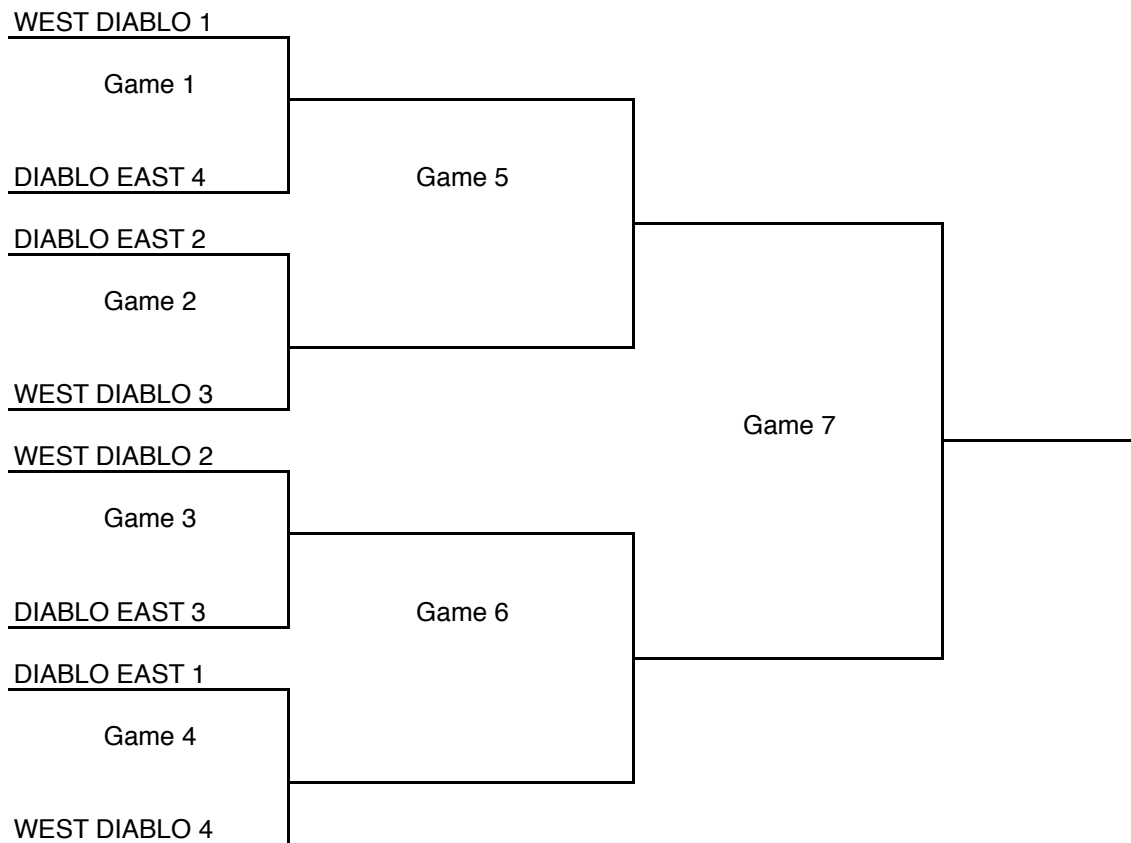 WEST DIABLO 1
Game 1
DIABLO EAST 4
Game 5
DIABLO EAST 2
Game 2
WEST DIABLO 3
Game 7
WEST DIABLO 2
Game 3
DIABLO EAST 3
Game 6
DIABLO EAST 1
Game 4
WEST DIABLO 4